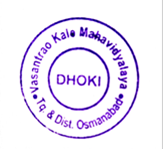 Vasantrao Kale Mahavidyalaya
DHOKI
Tq. & Dist. Osmanabad